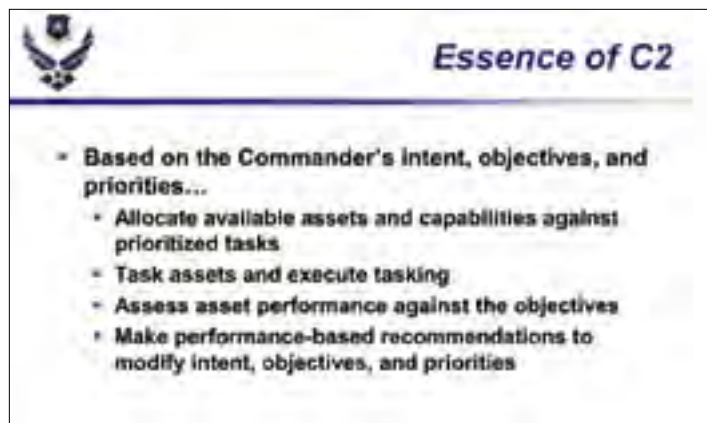 Essence of C2
- Based on the Commander's intent, objectives, and
priorities...
- Allocate available assets and capabilities against
prioritized tasks
- Task assets and execute tasking
- Assess asset performance against the objectives
- Make performance-based recommendations to
modify intent, objectives, and priorities